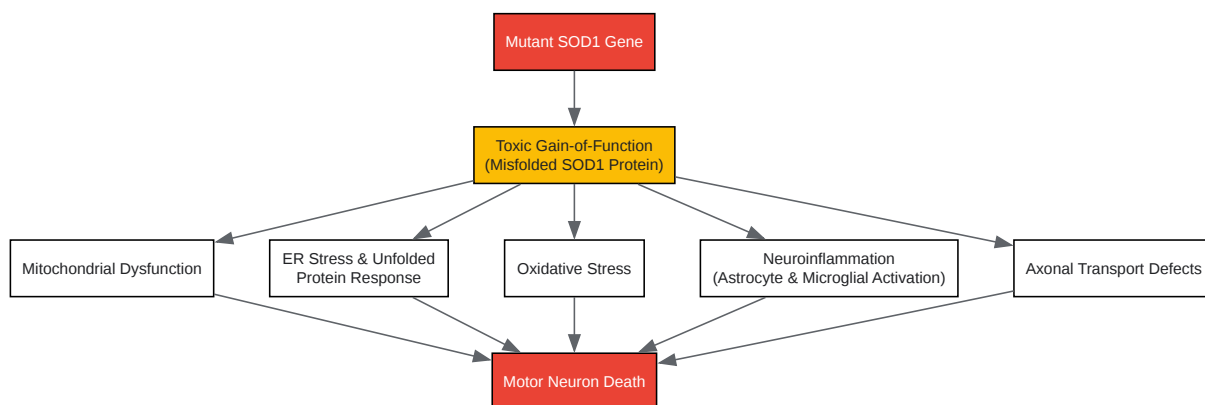 Mutant SOD1 Gene
Toxic Gain-of-Function
(Misfolded SOD1 Protein)
Mitochondrial Dysfunction
ER Stress & Unfolded
Protein Response
Oxidative Stress
Neuroinflammation
(Astrocyte & Microglial Activation)
Axonal Transport Defects
Motor Neuron Death